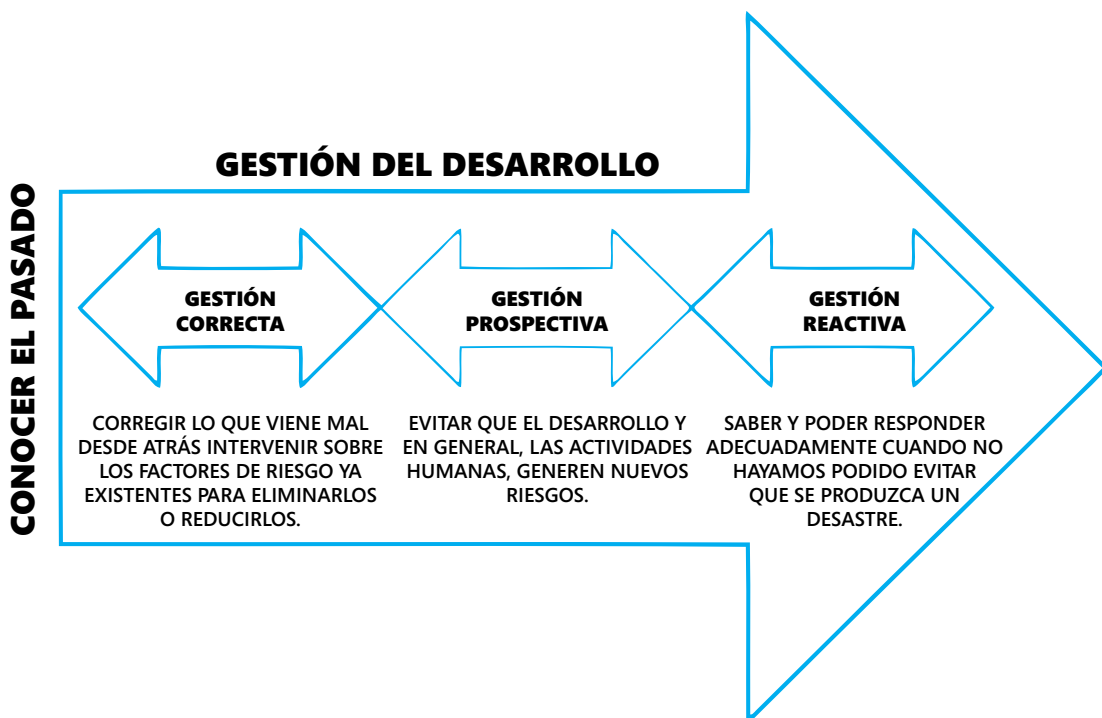 GESTIÓN DEL DESARROLLO
CONOCER EL PASADO
GESTIÓN
CORRECTA
CORREGIR LO QUE VIENE MAL
DESDE ATRÁS INTERVENIR SOBRE
LOS FACTORES DE RIESGO YA
EXISTENTES PARA ELIMINARLOS
O REDUCIRLOS.
GESTIÓN
PROSPECTIVA
EVITAR QUE EL DESARROLLO Y
EN GENERAL, LAS ACTIVIDADES
HUMANAS, GENEREN NUEVOS
RIESGOS.
GESTIÓN
REACTIVA
SABER Y PODER RESPONDER
ADECUADAMENTE CUANDO NO
HAYAMOS PODIDO EVITAR
QUE SE PRODUZCA UN
DESASTRE.